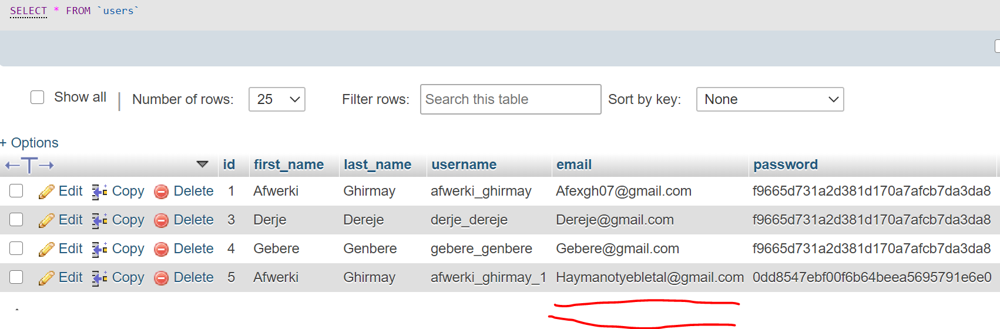 SELECT * FROM `users`
Show all | Number of rows: 25 Filter rows: Search this table Sort by key: None
+ Options
←T→ id first_name last_name username email password
Edit Copy Delete 1 Afwerki Ghirmay afwerki_ghirmay Afexgh07@gmail.com f9665d731a2d381d170a7afcb7da3da8
Edit Copy Delete 3 Derje Dereje derje_dereje Dereje@gmail.com f9665d731a2d381d170a7afcb7da3da8
Edit Copy Delete 4 Gebere Genbere gebere_genbere Gebere@gmail.com f9665d731a2d381d170a7afcb7da3da8
Edit Copy Delete 5 Afwerki Ghirmay afwerki_ghirmay_1 Haymanotyebletal@gmail.com 0dd8547ebf00f6b64beea5695791e6e0